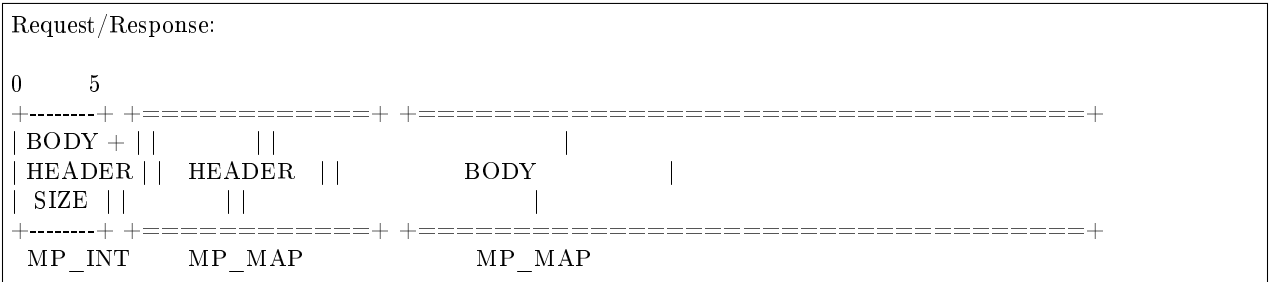 Request/Response:
0 5
+--------+ +============+ +===================================+
| BODY + | | | | |
| HEADER | | HEADER | | BODY |
| SIZE | | | | |
+--------+ +============+ +===================================+
MP_INT MP_MAP MP_MAP